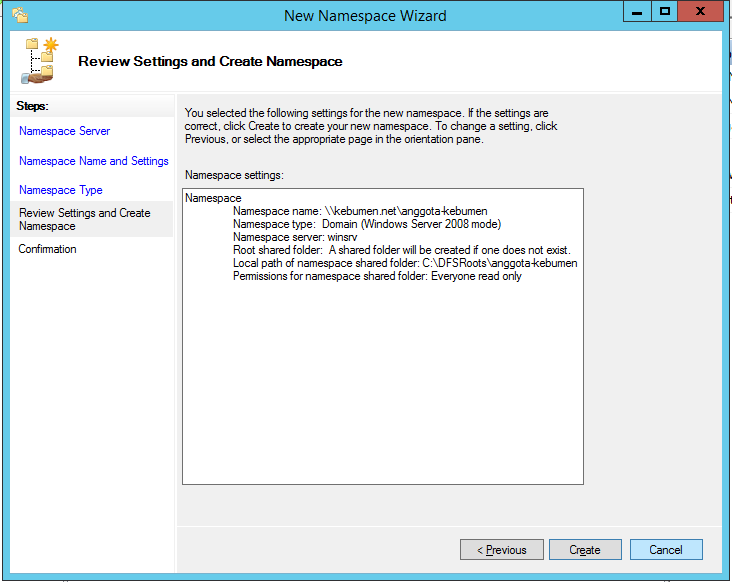 New Namespace Wizard
Review Settings and Create Namespace
Steps:
Namespace Server
Namespace Name and Settings
Namespace Type
Review Settings and Create
Namespace
Confirmation
You selected the following settings for the new namespace. If the settings are
correct, click Create to create your new namespace. To change a setting, click
Previous, or select the appropriate page in the orientation pane.
Namespace settings:
Namespace
Namespace name: \\kebumen.net\anggota-kebumen
Namespace type:  Domain (Windows Server 2008 mode)
Namespace server: winsrv
Root shared folder:  A shared folder will be created if one does not exist.
Local path of namespace shared folder: C:\DFSRoots\anggota-kebumen
Permissions for namespace shared folder: Everyone read only
< Previous
Create
Cancel